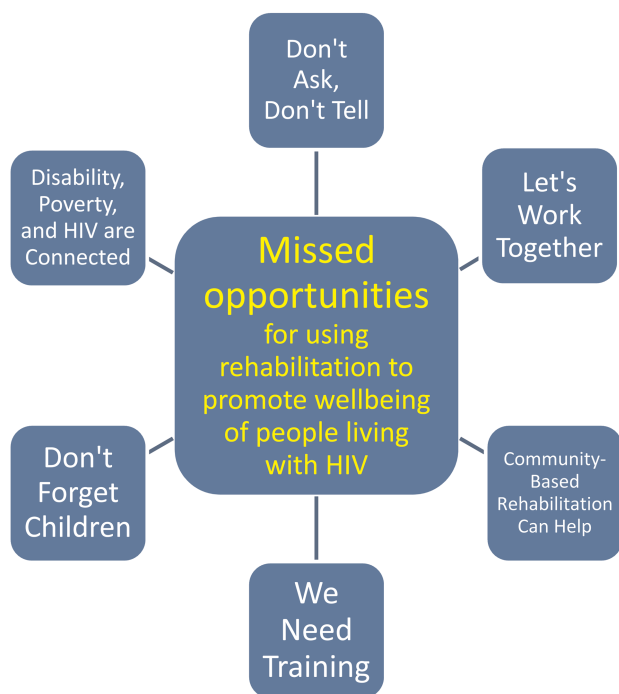 Don't
Ask,
Don't Tell
Disability,
Poverty,
and HIV are
Connected
Let's
Work
Together
Missed
opportunities
for using
rehabilitation to
promote wellbeing
of people living
with HIV
Don't
Forget
Children
Community-
Based
Rehabilitation
Can Help
We
Need
Training